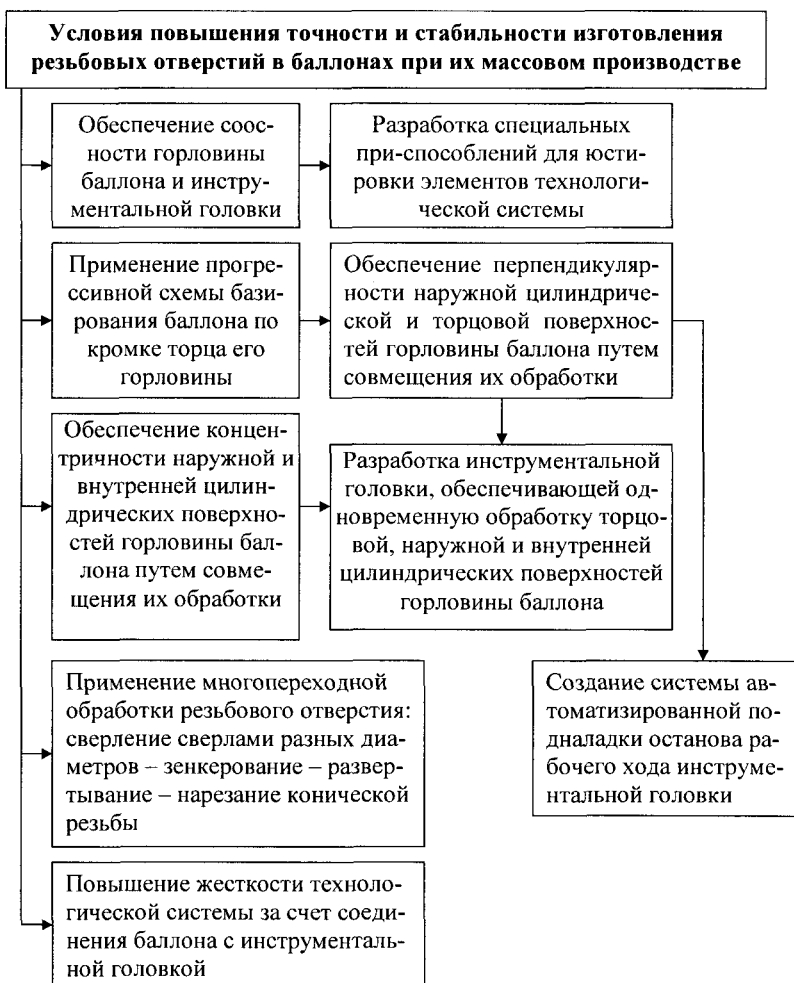 Условия повышения точности и стабильности изготовления
резьбовых отверстий в баллонах при их массовом производстве
Обеспечение соос-
ности горловины
баллона и инстру-
ментальной головки
Разработка специальных
при-способлений для юсти-
ровки элементов технологи-
ческой системы
Применение прогре-
ссивной схемы бази-
рования баллона по
кромке торца его
горловины
Обеспечение перпендикуляр-
ности наружной цилиндриче-
ской и торцовой поверхнос-
тей горловины баллона путем
совмещения их обработки
Обеспечение концен-
тричности наружной и
внутренней цилин-
дрических поверхно-
стей горловины бал-
лона путем совме-
щения их обработки
Разработка инструментальной
головки, обеспечивающей од-
новременную обработку торцо-
вой, наружной и внутренней
цилиндрических поверхностей
горловины баллона
Применение многопереходной
обработки резьбового отверстия:
сверление сверлами разных диа-
метров – зенкерование – развер-
тывание – нарезание конической
резьбы
Создание системы ав-
томатизированной по-
дналадки останова ра-
бочего хода инструме-
нтальной головки
Повышение жесткости техноло-
гической системы за счет соеди-
нения баллона с инструменталь-
ной головкой